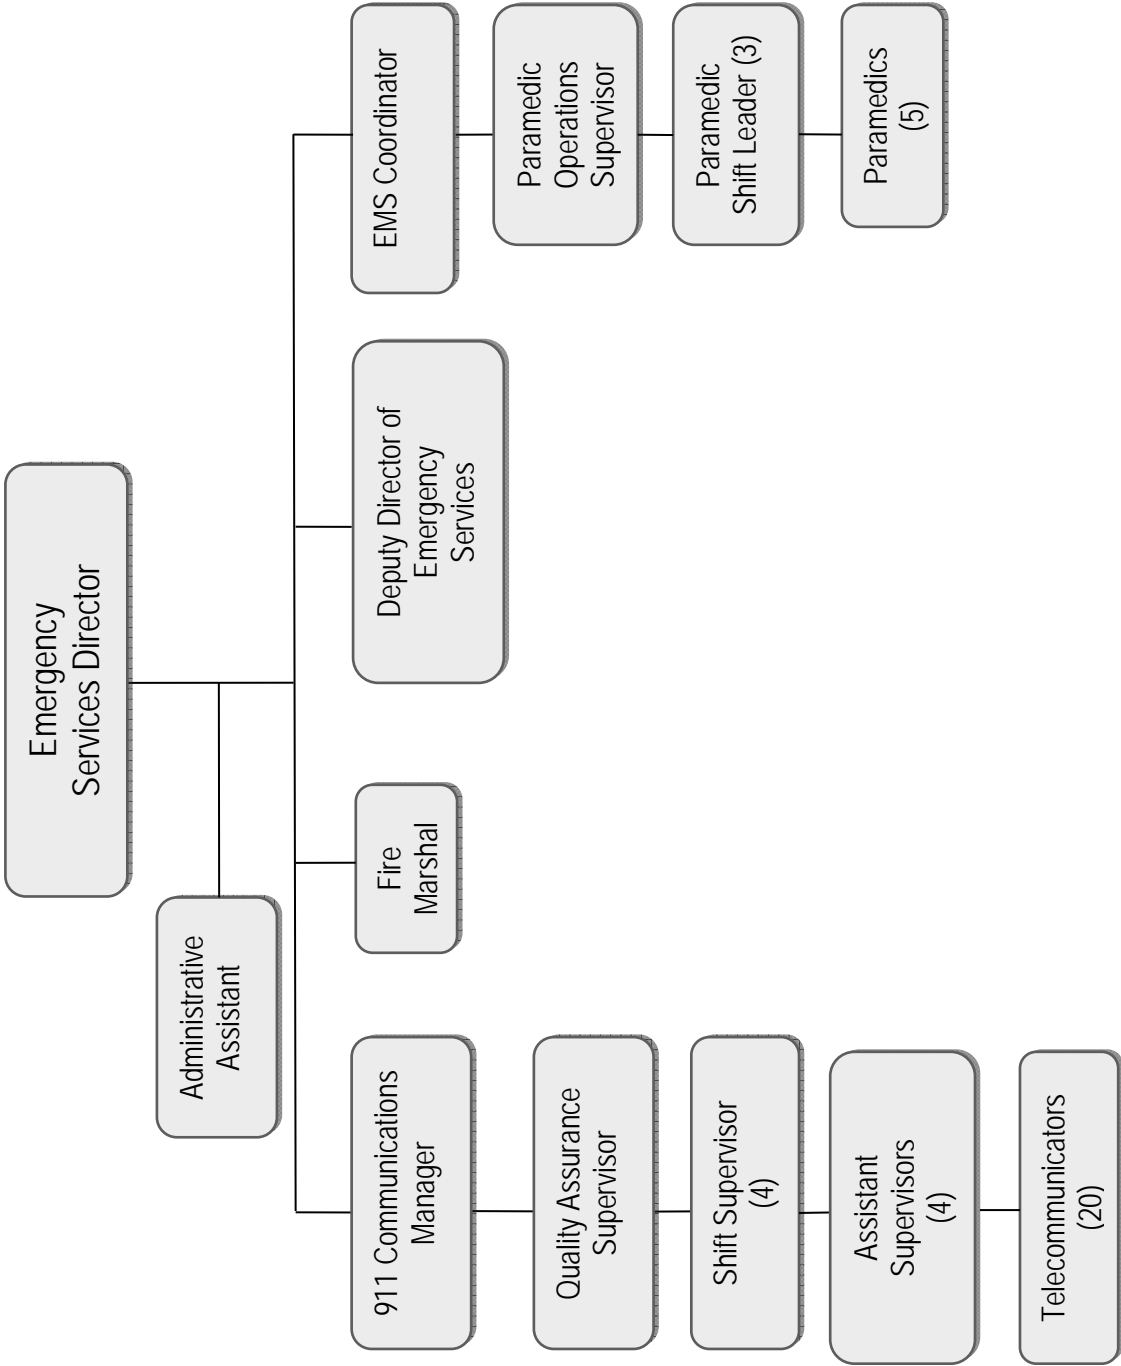 Emergency
Services Director
Administrative
Assistant
911 Communications
Manager
Fire
Marshal
Deputy Director of
Emergency
Services
EMS Coordinator
Quality Assurance
Supervisor
Paramedic
Operations
Supervisor
Shift Supervisor
(4)
Paramedic
Shift Leader (3)
Assistant
Supervisors
(4)
Paramedics
(5)
Telecommunicators
(20)